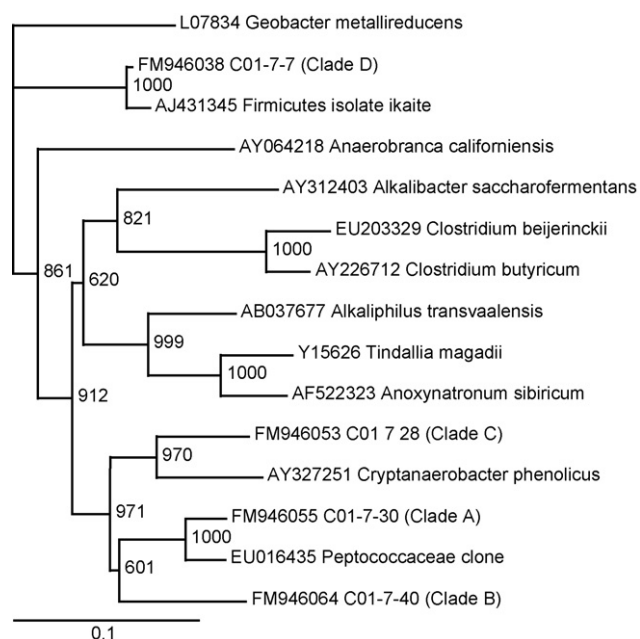 L07834 Geobacter metallireducens
FM946038 C01-7-7 (Clade D)
1000
AJ431345 Firmicutes isolate ikaite
AY064218 Anaerobranca californiensis
AY312403 Alkalibacter saccharofermentans
821
EU203329 Clostridium beijerinckii
1000
861
620
AY226712 Clostridium butyricum
AB037677 Alkaliphilus transvaalensis
999
Y15626 Tindallia magadii
1000
912
AF522323 Anoxynatronum sibiricum
FM946053 C01 7 28 (Clade C)
970
AY327251 Cryptanaerobacter phenolicus
971
FM946055 C01-7-30 (Clade A)
1000
EU016435 Peptococcaceae clone
601
FM946064 C01-7-40 (Clade B)
0.1